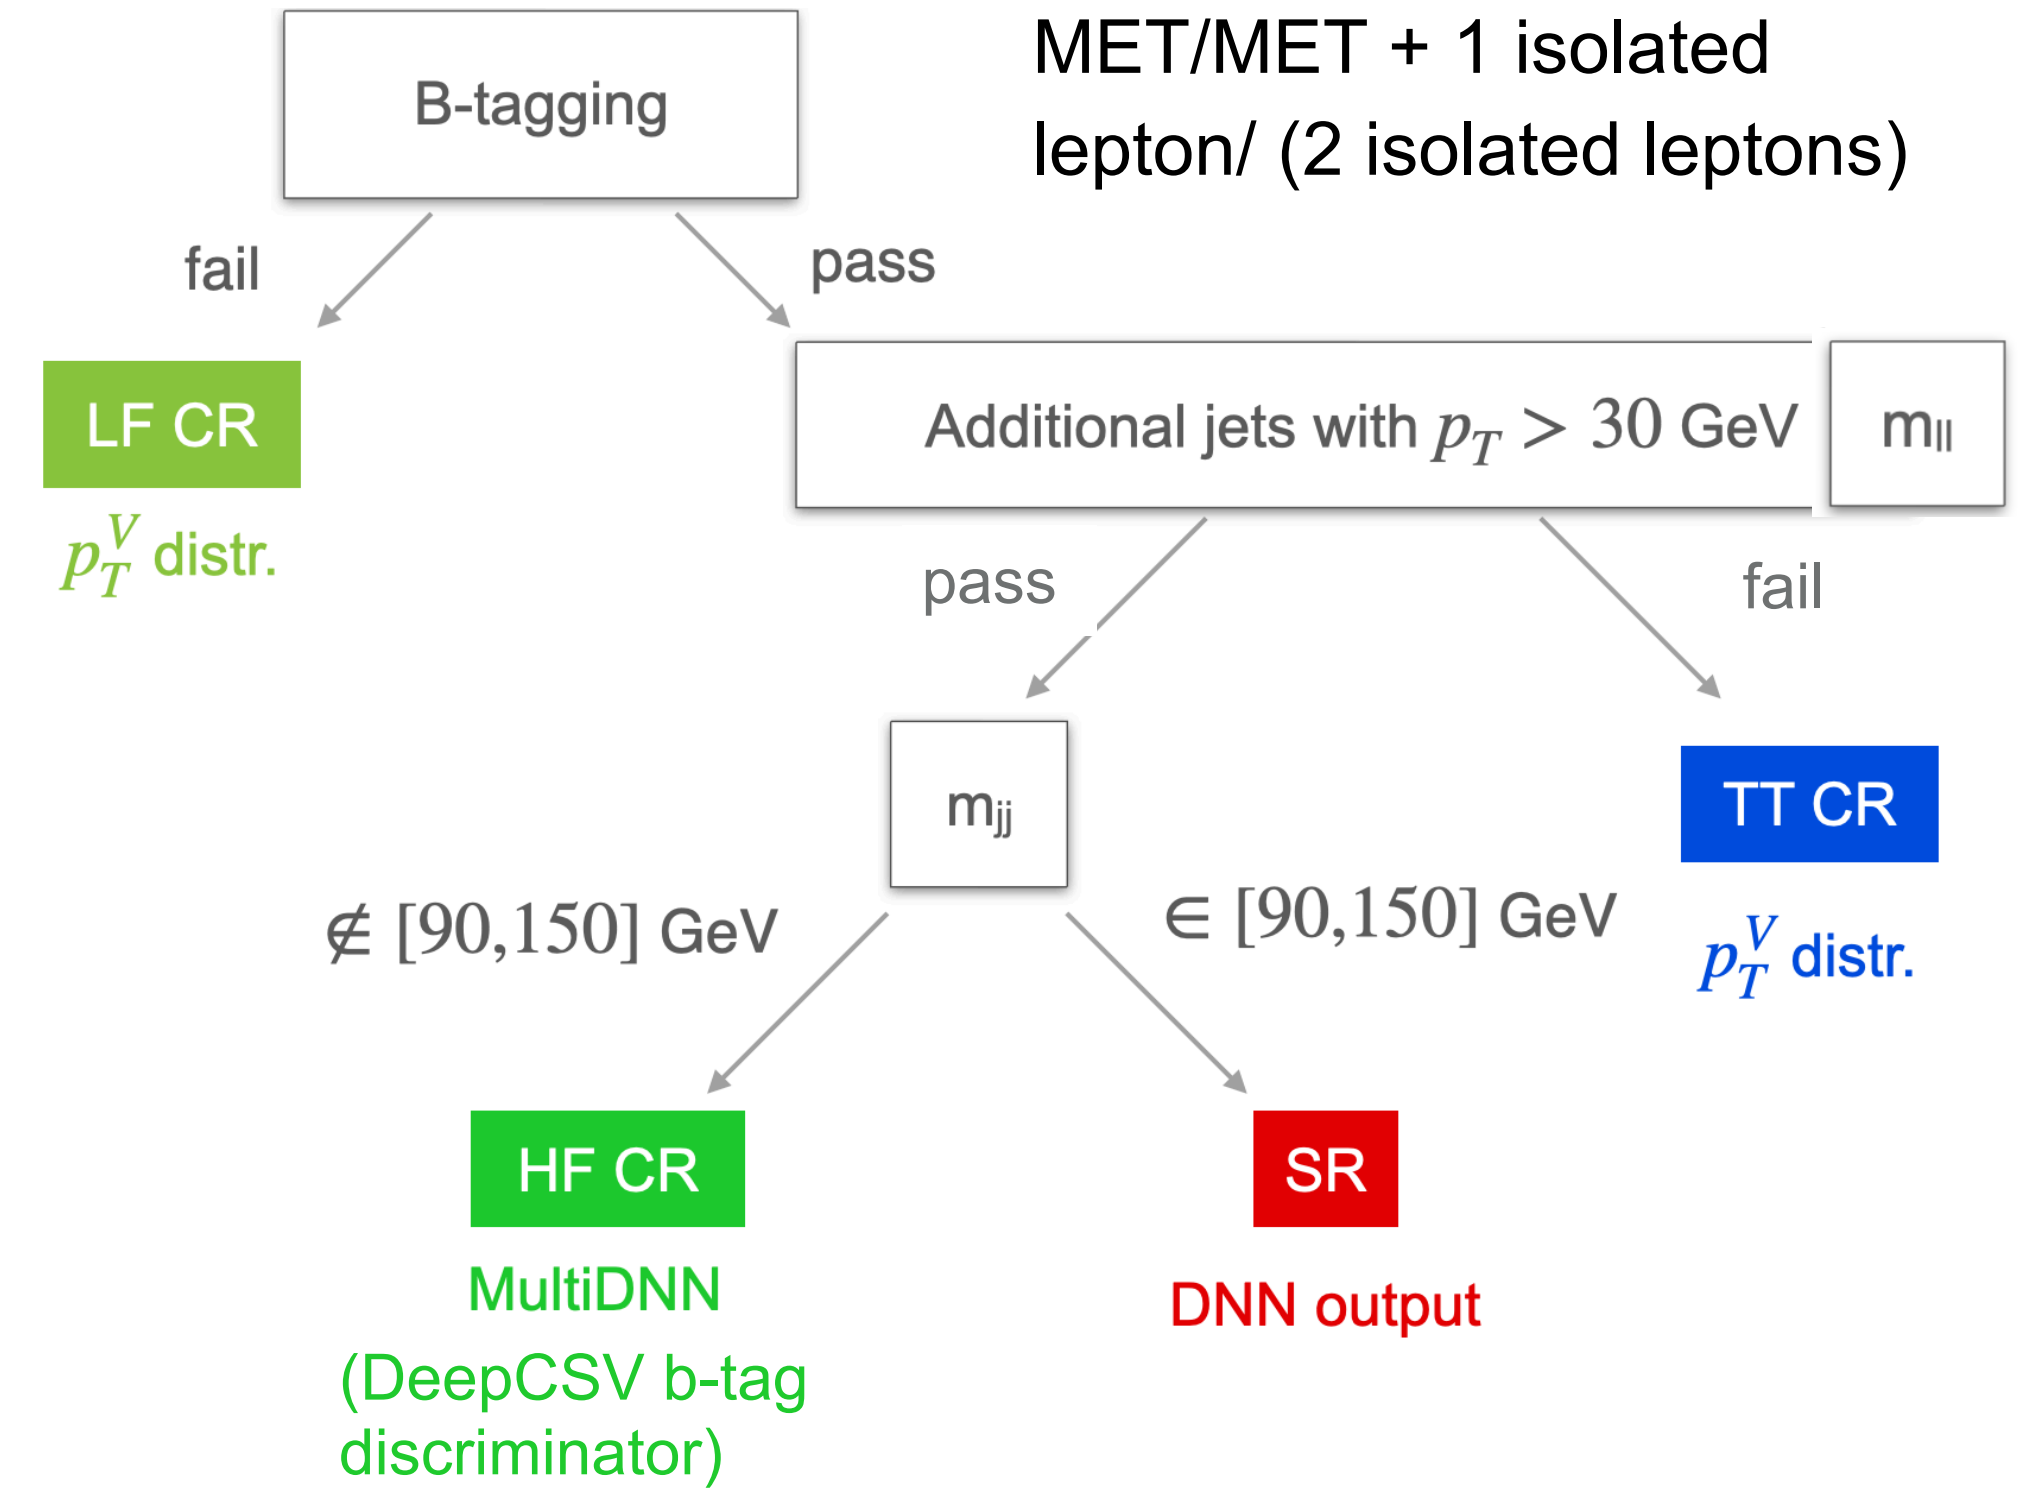 MET/MET + 1 isolated
lepton/ (2 isolated leptons)
B-tagging
fail
pass
LF CR
p_T^V distr.
Additional jets with p_T > 30 GeV
m_ll
pass
fail
m_jj
TT CR
p_T^V distr.
∉ [90,150] GeV
∈ [90,150] GeV
HF CR
MultiDNN
(DeepCSV b-tag
discriminator)
SR
DNN output